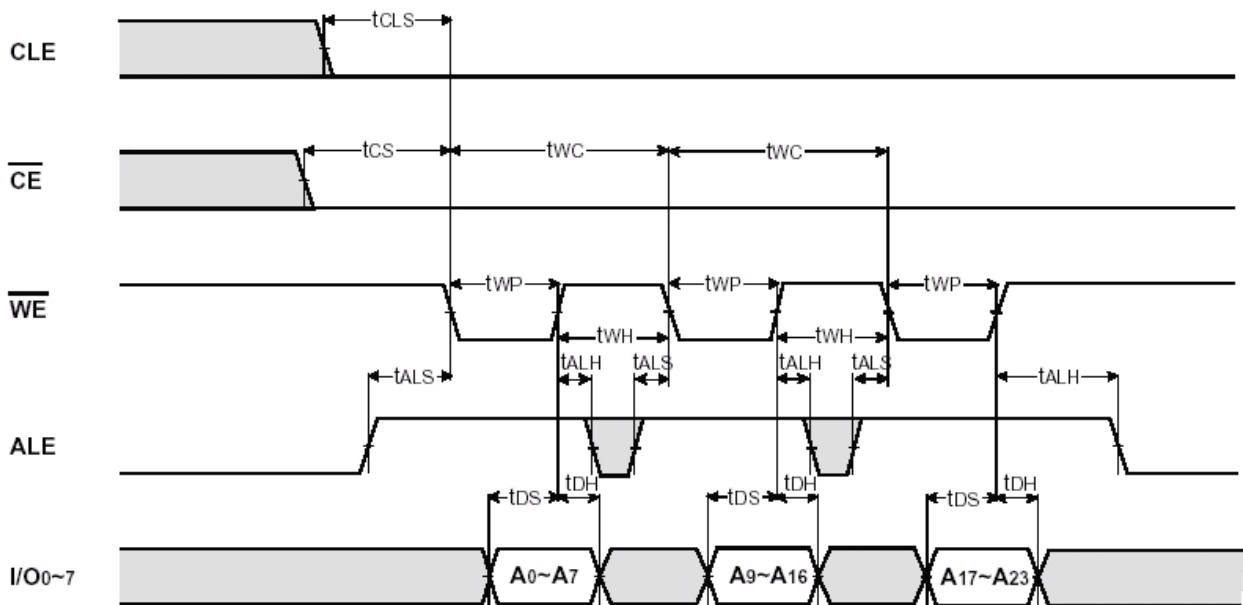 CLE
tCLS
CE
tCS
tWC
tWC
WE
tWP
tWP
tWP
tWH
tWH
tALS
tALH
tALS
tALH
tALS
tALH
ALE
tDS
tDH
tDS
tDH
tDS
tDH
I/O0~7
A0~A7
A9~A16
A17~A23